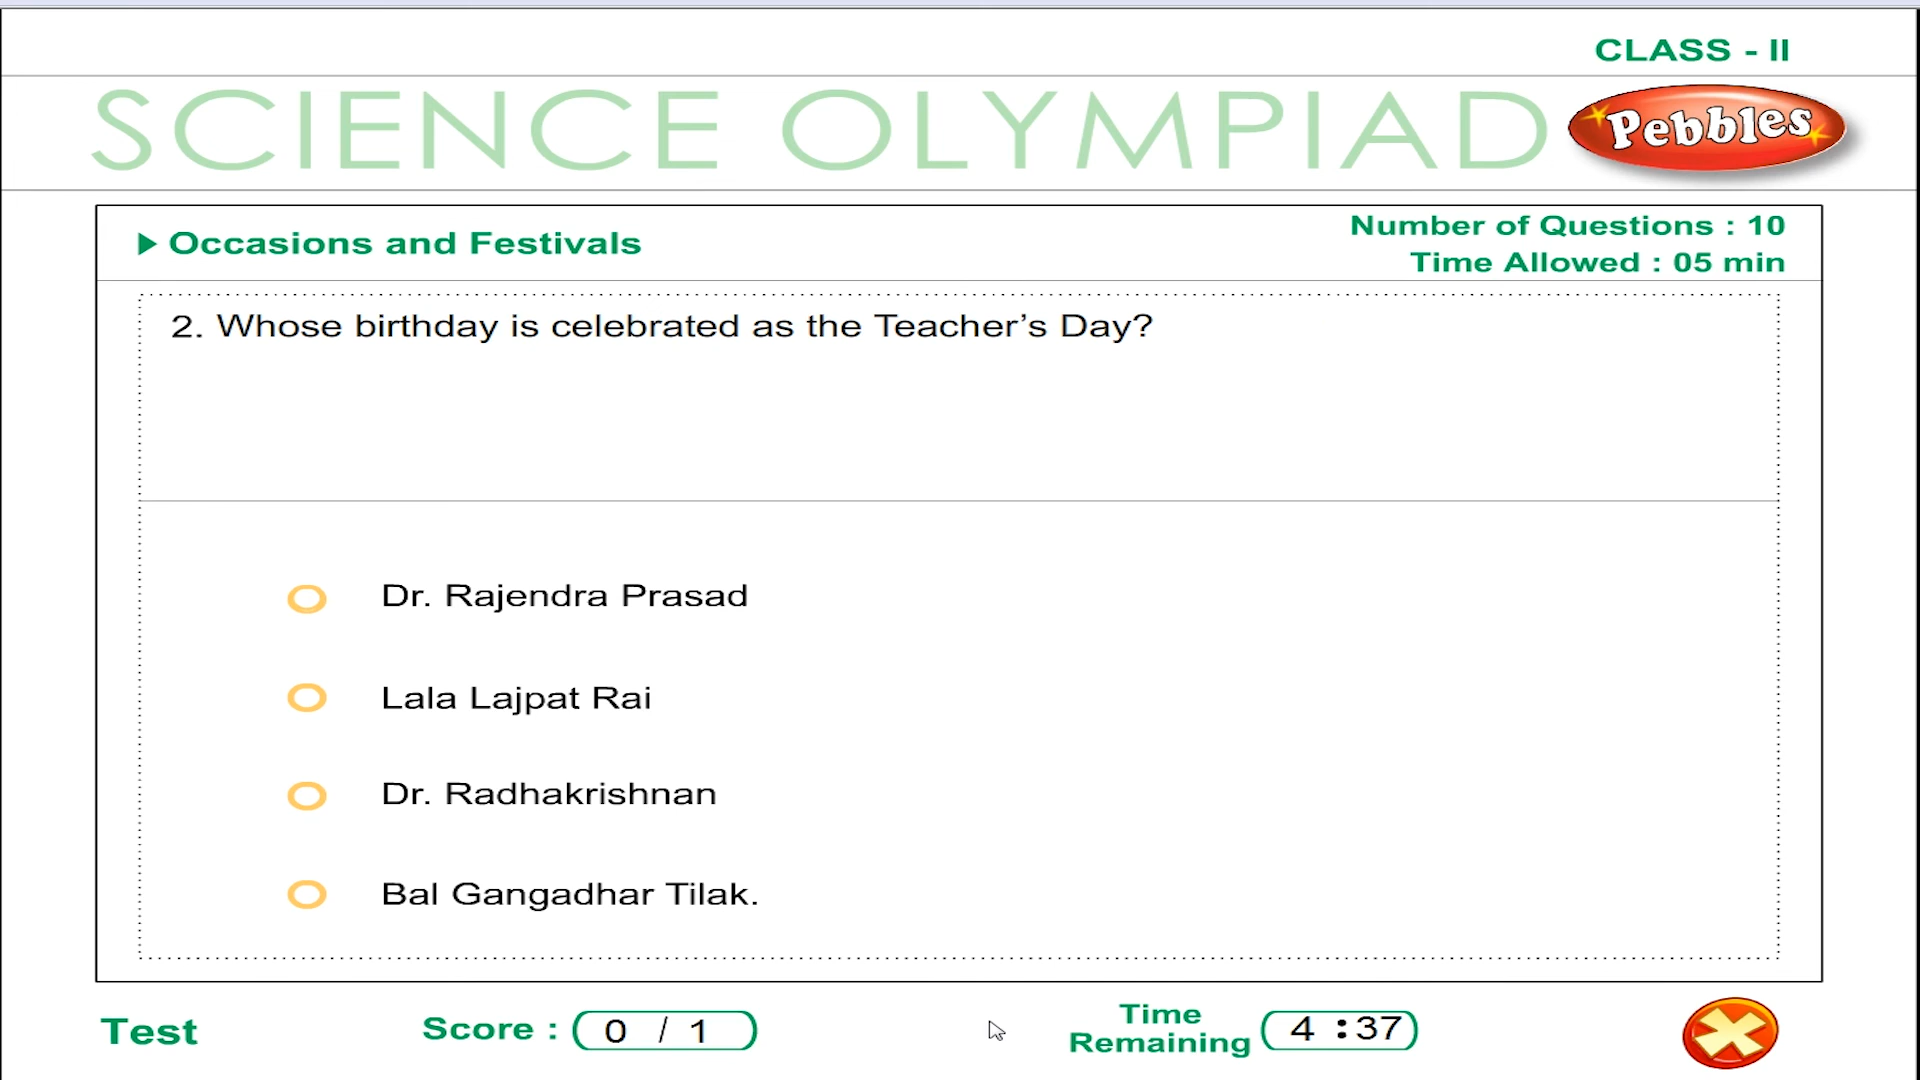 CLASS - II
SCIENCE OLYMPIAD
Pebbles
Occasions and Festivals
Number of Questions : 10
Time Allowed : 05 min
2. Whose birthday is celebrated as the Teacher’s Day?
Dr. Rajendra Prasad
Lala Lajpat Rai
Dr. Radhakrishnan
Bal Gangadhar Tilak.
Test
Score : 0 / 1
Time Remaining 4 :37